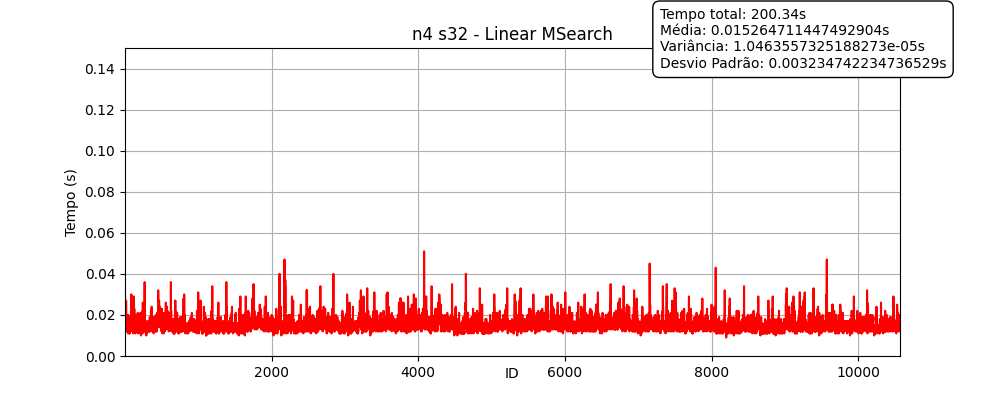 n4 s32 - Linear MSearch
Tempo total: 200.34s
Média: 0.015264711447492904s
Variância: 1.0463557325188273e-05s
Desvio Padrão: 0.003234742234736529s
Tempo (s)
0.14
0.12
0.10
0.08
0.06
0.04
0.02
0.00
2000
4000
6000
8000
10000
ID